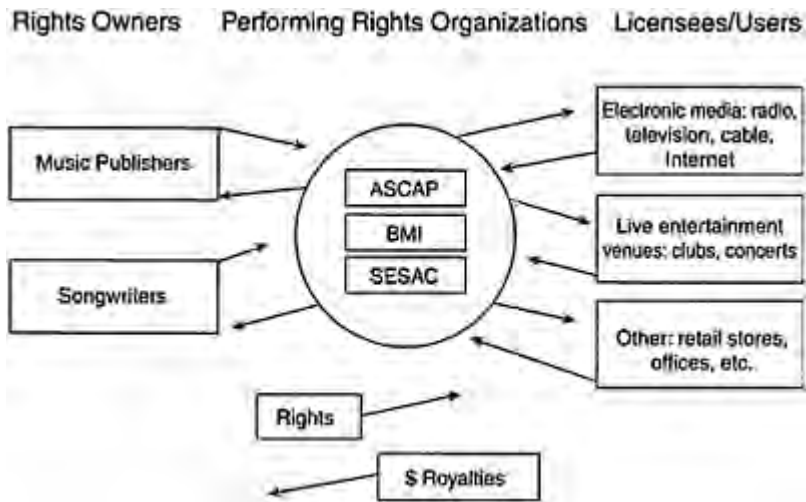 Rights Owners
Performing Rights Organizations
Licensees/Users
Music Publishers
Songwriters
ASCAP
BMI
SESAC
Electronic media: radio,
television, cable,
Internet
Live entertainment
venues: clubs, concerts
Other: retail stores,
offices, etc.
Rights
$ Royalties